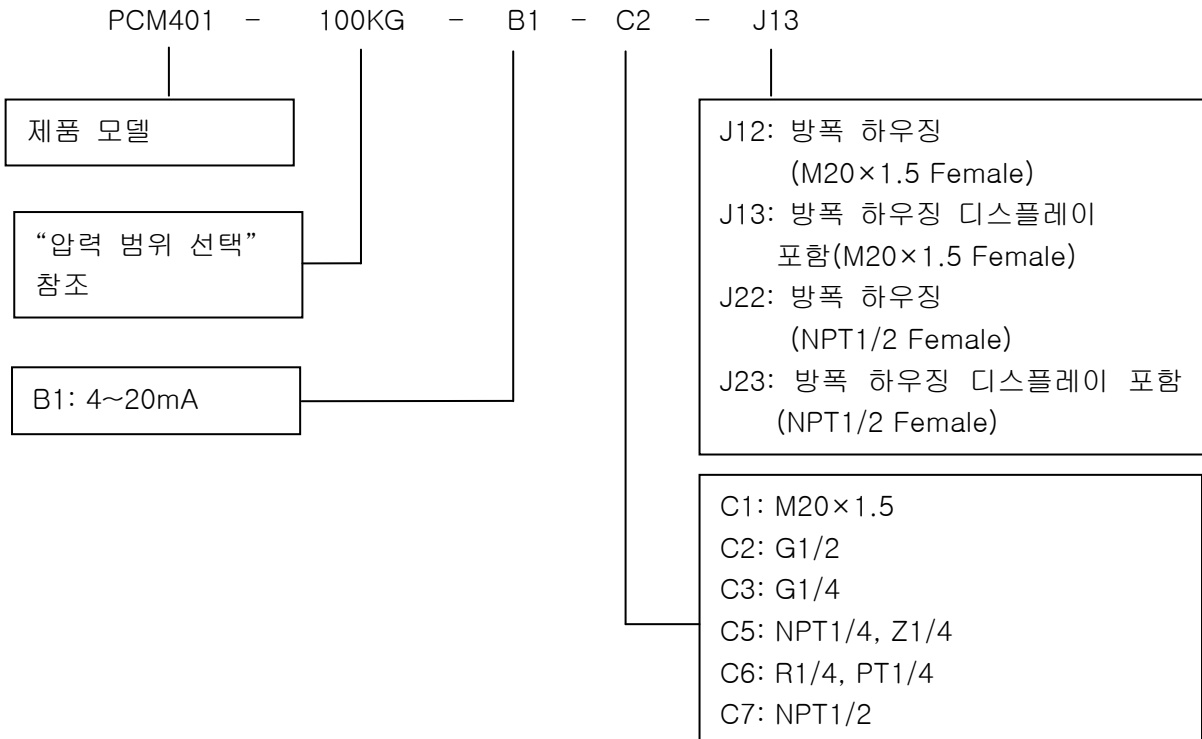 PCM401 - 100KG - B1 - C2 - J13
제품 모델
“압력 범위 선택”
참조
B1: 4~20mA
J12: 방폭 하우징
(M20×1.5 Female)
J13: 방폭 하우징 디스플레이
포함(M20×1.5 Female)
J22: 방폭 하우징
(NPT1/2 Female)
J23: 방폭 하우징 디스플레이 포함
(NPT1/2 Female)
C1: M20×1.5
C2: G1/2
C3: G1/4
C5: NPT1/4, Z1/4
C6: R1/4, PT1/4
C7: NPT1/2